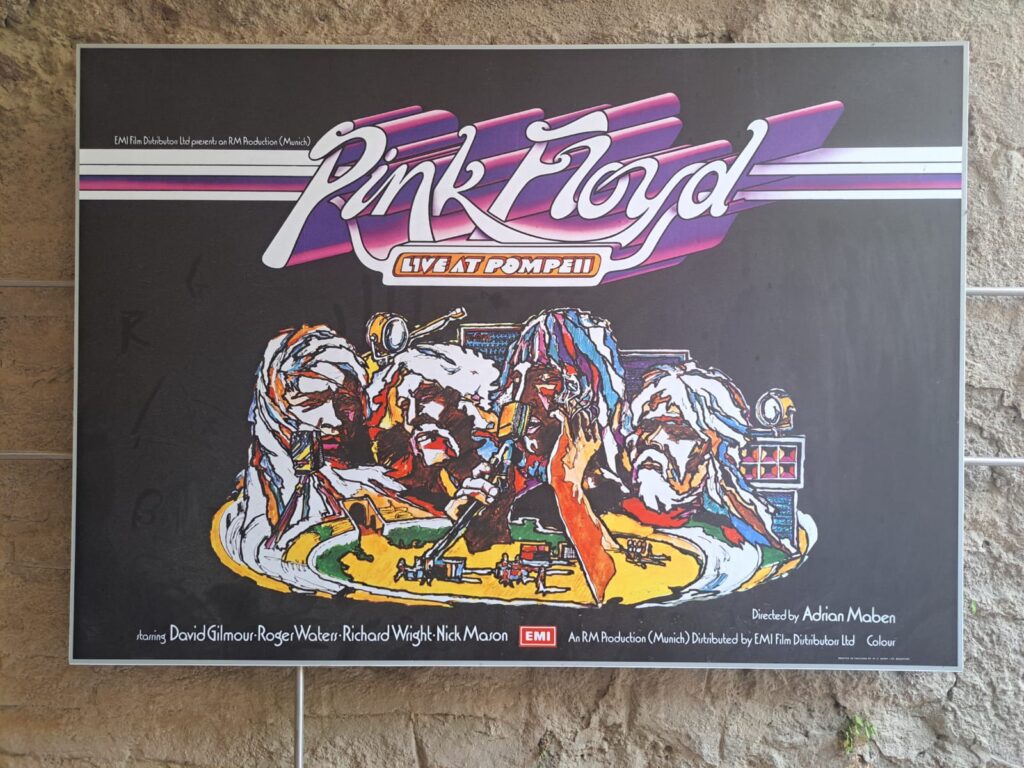 EMI Film Distributors Ltd presents an RM Production (Munich)
Pink Floyd
LIVE AT POMPEII
Directed by Adrian Maben
starring David Gilmour·Roger Waters·Richard Wright·Nick Mason EMI An RM Production (Munich) Distributed by EMI Film Distributors Ltd Colour